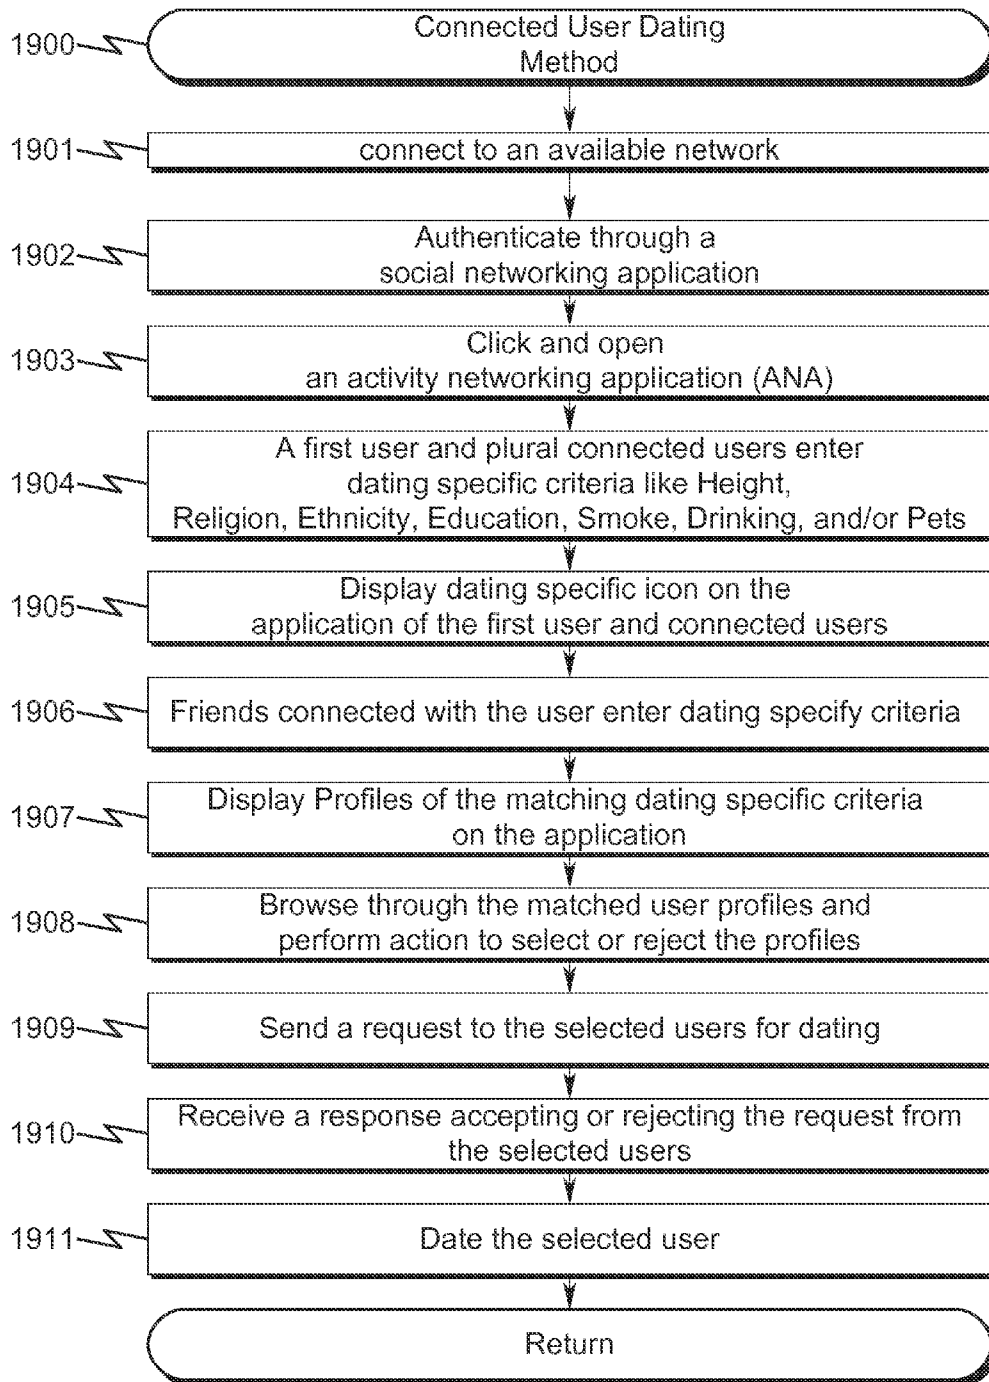 1900
Connected User Dating
Method
1901
connect to an available network
1902
Authenticate through a
social networking application
1903
Click and open
an activity networking application (ANA)
1904
A first user and plural connected users enter
dating specific criteria like Height,
Religion, Ethnicity, Education, Smoke, Drinking, and/or Pets
1905
Display dating specific icon on the
application of the first user and connected users
1906
Friends connected with the user enter dating specify criteria
1907
Display Profiles of the matching dating specific criteria
on the application
1908
Browse through the matched user profiles and
perform action to select or reject the profiles
1909
Send a request to the selected users for dating
1910
Receive a response accepting or rejecting the request from
the selected users
1911
Date the selected user
Return